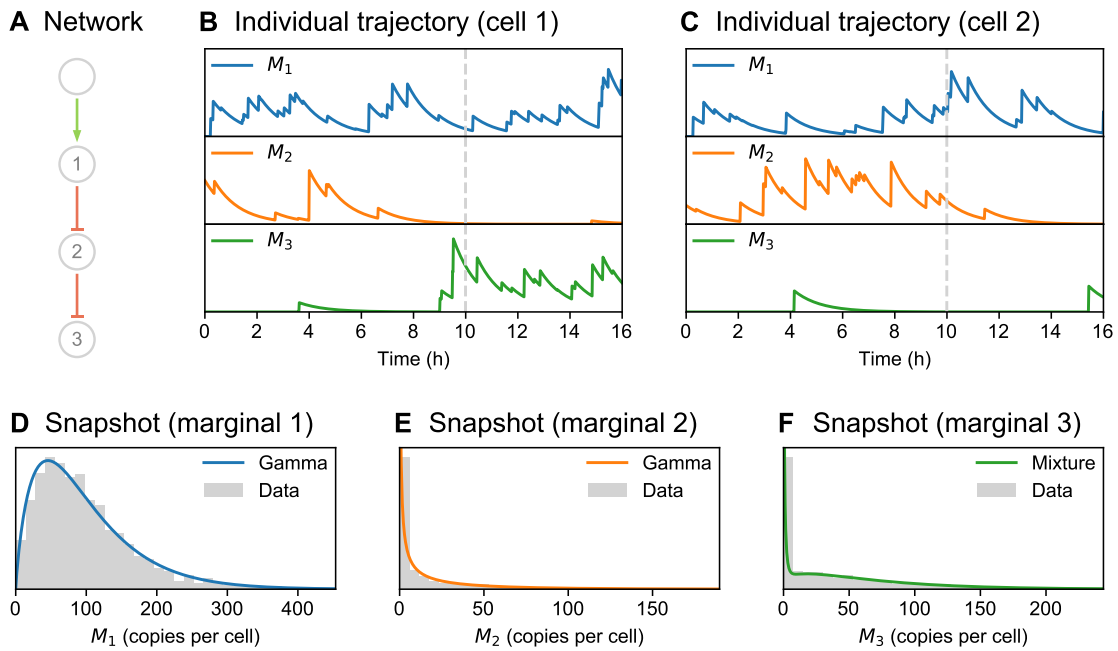 A Network
1
2
3
B Individual trajectory (cell 1)
M1
M2
M3
0 2 4 6 8 10 12 14 16
Time (h)
C Individual trajectory (cell 2)
M1
M2
M3
0 2 4 6 8 10 12 14 16
Time (h)
D Snapshot (marginal 1)
Gamma
Data
0 100 200 300 400
M1 (copies per cell)
E Snapshot (marginal 2)
Gamma
Data
0 50 100 150
M2 (copies per cell)
F Snapshot (marginal 3)
Mixture
Data
0 50 100 150 200
M3 (copies per cell)